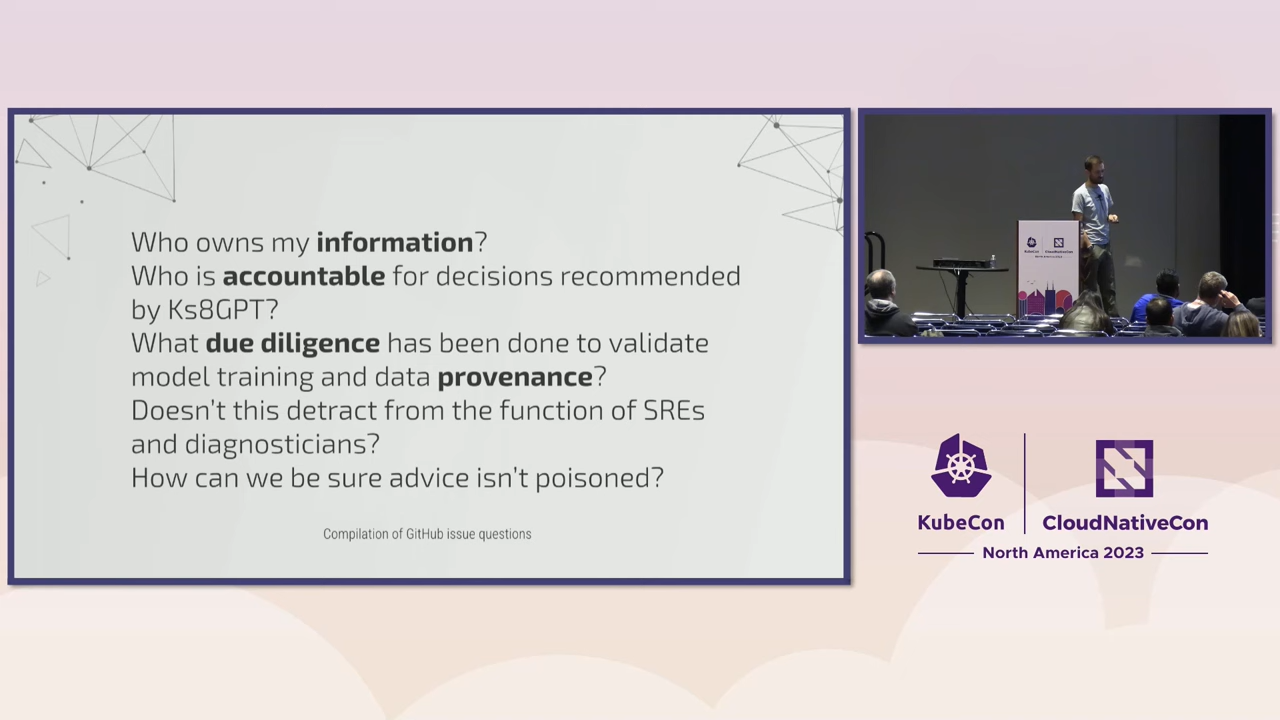 Who owns my information?
Who is accountable for decisions recommended
by Ks8GPT?
What due diligence has been done to validate
model training and data provenance?
Doesn't this detract from the function of SREs
and diagnosticians?
How can we be sure advice isn't poisoned?
Compilation of GitHub issue questions
KubeCon
CloudNativeCon
North America 2023